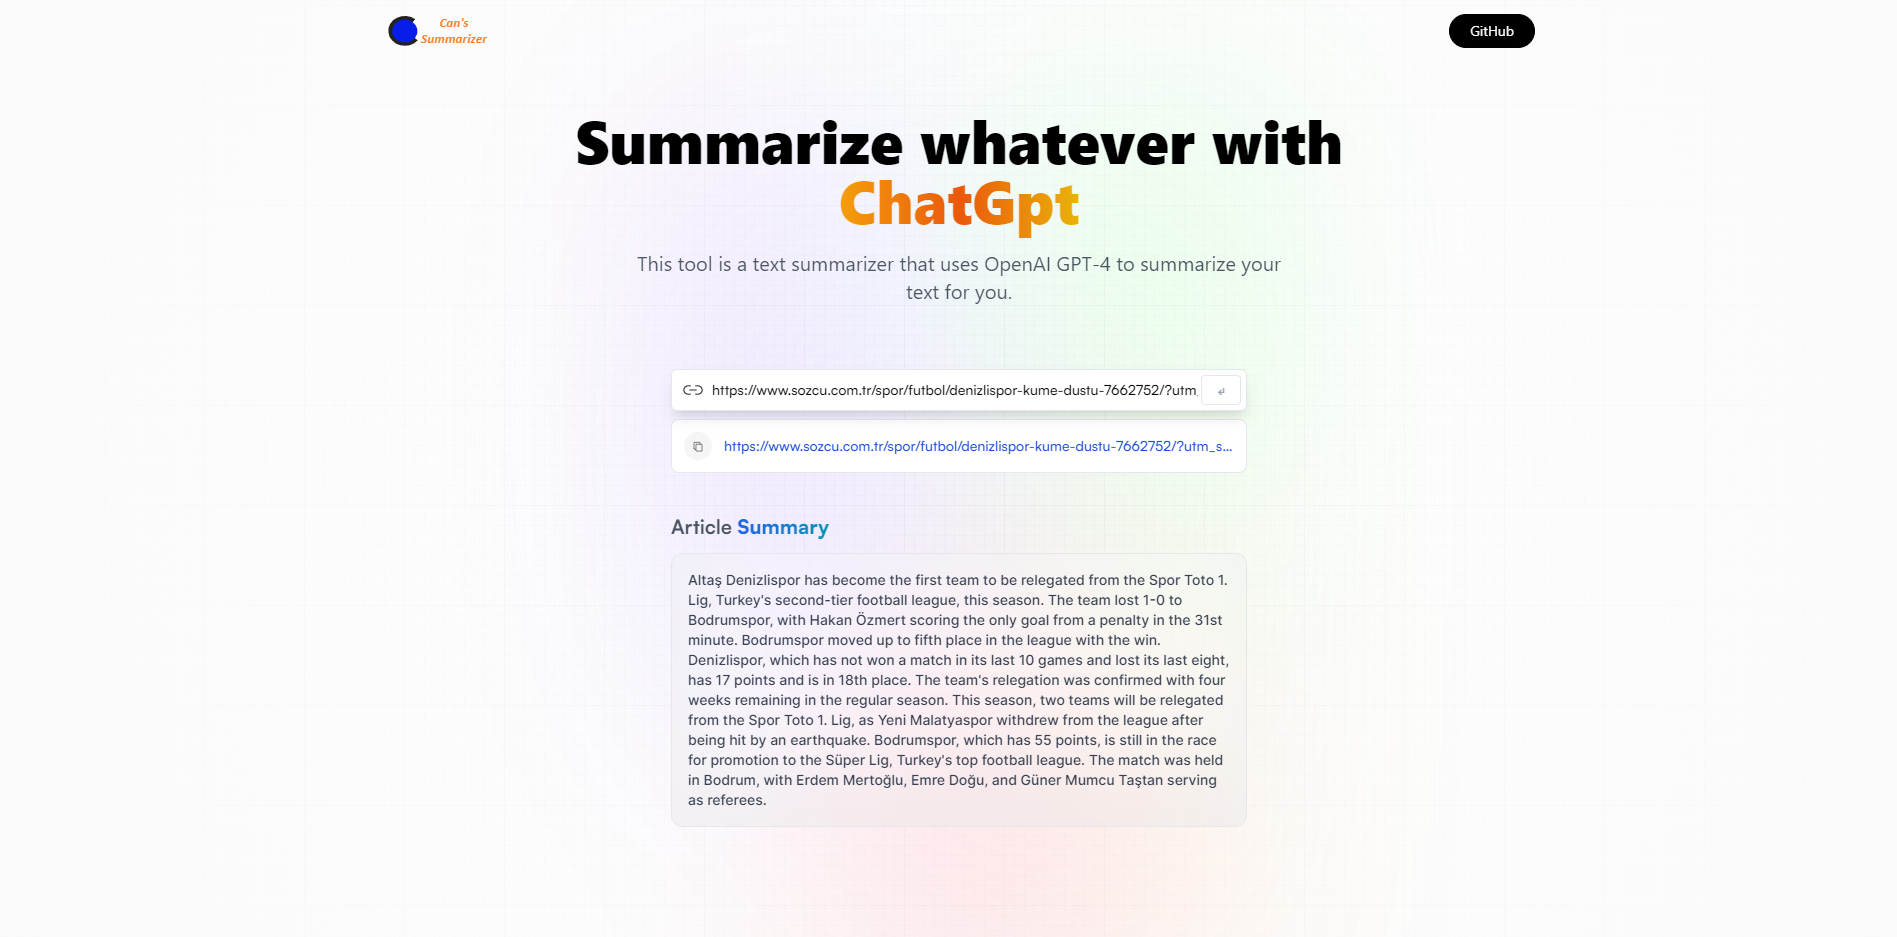 Can's
Summarizer
GitHub
Summarize whatever with
ChatGpt
This tool is a text summarizer that uses OpenAI GPT-4 to summarize your
text for you.
https://www.sozcu.com.tr/spor/futbol/denizlispor-kume-dustu-7662752/?utm_
https://www.sozcu.com.tr/spor/futbol/denizlispor-kume-dustu-7662752/?utm_s...
Article Summary
Altaş Denizlispor has become the first team to be relegated from the Spor Toto 1.
Lig, Turkey's second-tier football league, this season. The team lost 1-0 to
Bodrumspor, with Hakan Özmert scoring the only goal from a penalty in the 31st
minute. Bodrumspor moved up to fifth place in the league with the win.
Denizlispor, which has not won a match in its last 10 games and lost its last eight,
has 17 points and is in 18th place. The team's relegation was confirmed with four
weeks remaining in the regular season. This season, two teams will be relegated
from the Spor Toto 1. Lig, as Yeni Malatyaspor withdrew from the league after
being hit by an earthquake. Bodrumspor, which has 55 points, is still in the race
for promotion to the Süper Lig, Turkey's top football league. The match was held
in Bodrum, with Erdem Mertoğlu, Emre Doğu, and Güner Mumcu Taştan serving
as referees.